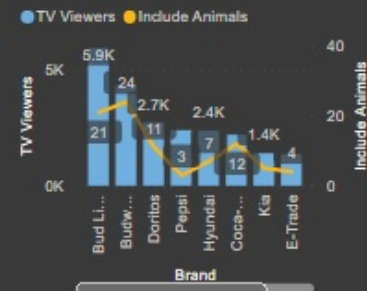 TV Viewers Include Animals
5.9K
40
5K
24
2.7K
2.4K
21
11
20
1.4K
3
7
12
4
0K
0
TV Viewers
Include Animals
Bud Li...
Budw...
Doritos
Pepsi
Hyundai
Coca-...
Kia
E-Trade
Brand